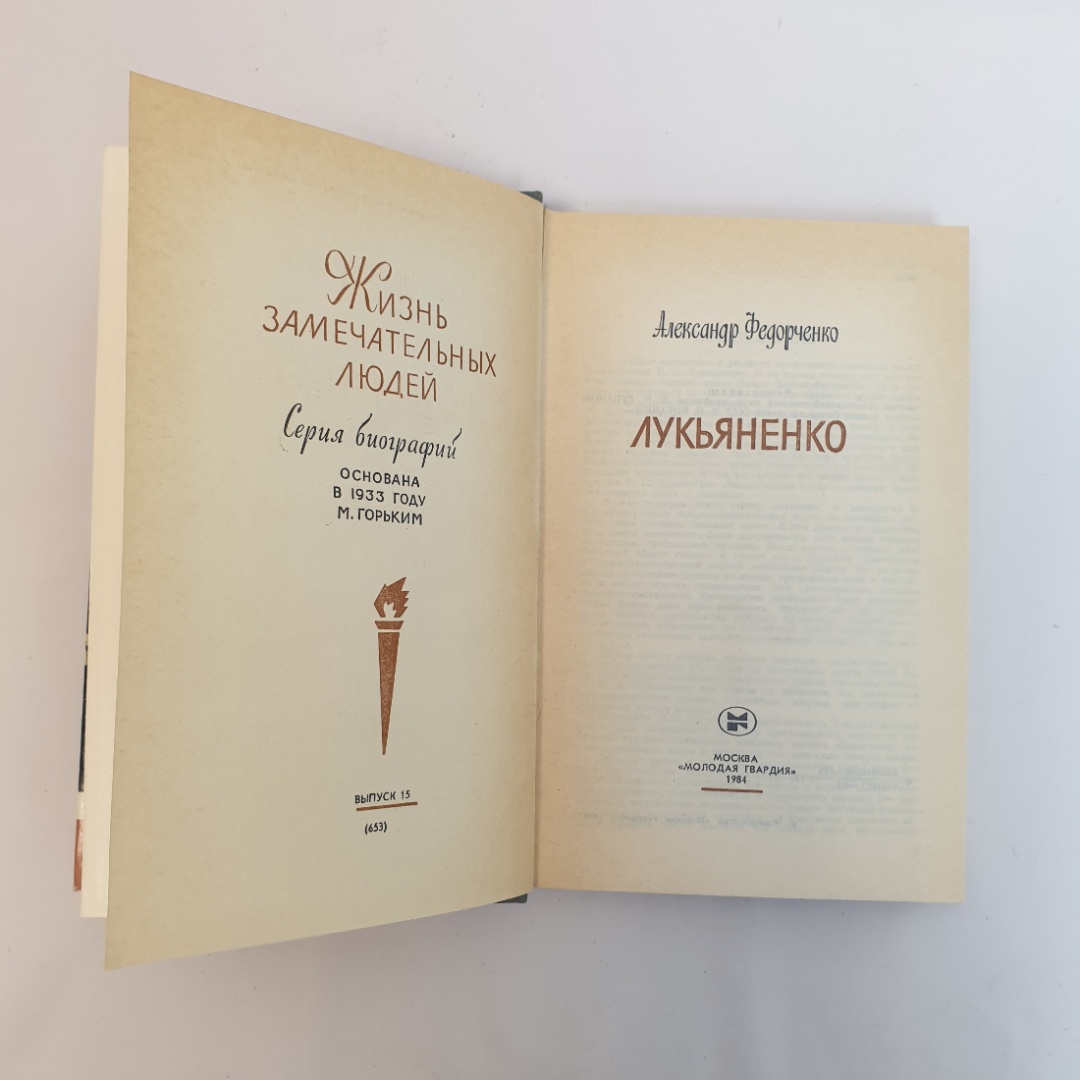 Жизнь
ЗАМЕЧАТЕЛЬНЫХ
ЛЮДЕЙ
Серия биографий
ОСНОВАНА
В 1933 ГОДУ
М. ГОРЬКИМ
ВЫПУСК 15
(653)
Александр Федорченко
ЛУКЬЯНЕНКО
МОСКВА
«МОЛОДАЯ ГВАРДИЯ»
1984